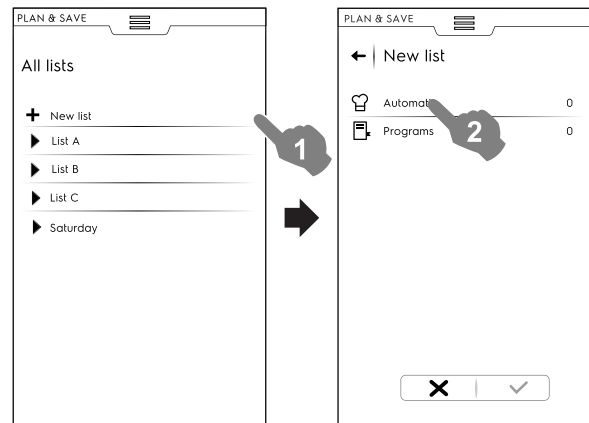 PLAN & SAVE
All lists
New list
List A
List B
List C
Saturday
1
PLAN & SAVE
New list
0
Programs 0
2